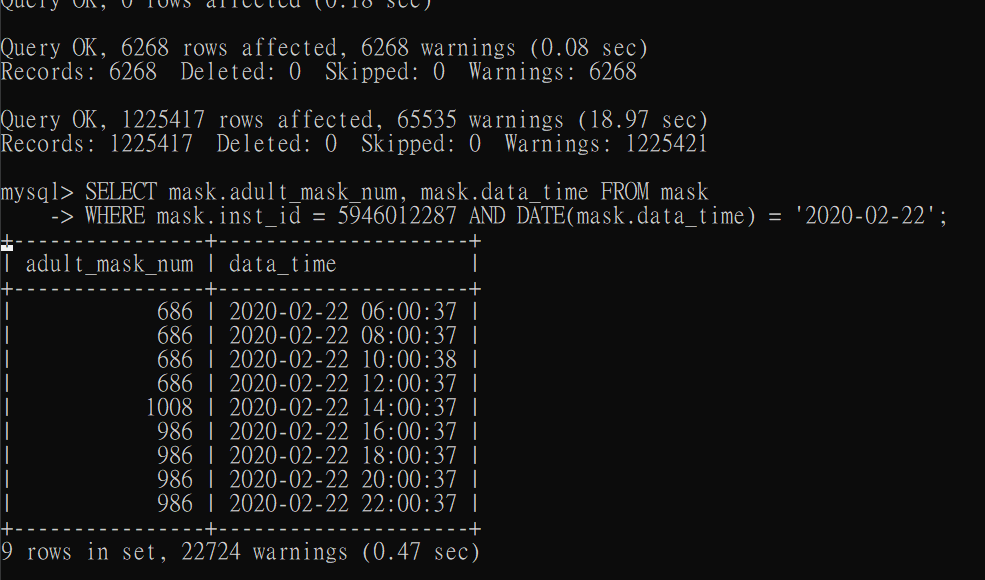 Query OK, 0 rows affected (0.18 sec)
Query OK, 6268 rows affected, 6268 warnings (0.08 sec)
Records: 6268  Deleted: 0  Skipped: 0  Warnings: 6268
Query OK, 1225417 rows affected, 65535 warnings (18.97 sec)
Records: 1225417  Deleted: 0  Skipped: 0  Warnings: 1225421
mysql> SELECT mask.adult_mask_num, mask.data_time FROM mask
    -> WHERE mask.inst_id = 5946012287 AND DATE(mask.data_time) = '2020-02-22';
+----------------+---------------------+
| adult_mask_num | data_time           |
+----------------+---------------------+
|            686 | 2020-02-22 06:00:37 |
|            686 | 2020-02-22 08:00:37 |
|            686 | 2020-02-22 10:00:38 |
|            686 | 2020-02-22 12:00:37 |
|           1008 | 2020-02-22 14:00:37 |
|            986 | 2020-02-22 16:00:37 |
|            986 | 2020-02-22 18:00:37 |
|            986 | 2020-02-22 20:00:37 |
|            986 | 2020-02-22 22:00:37 |
+----------------+---------------------+
9 rows in set, 22724 warnings (0.47 sec)